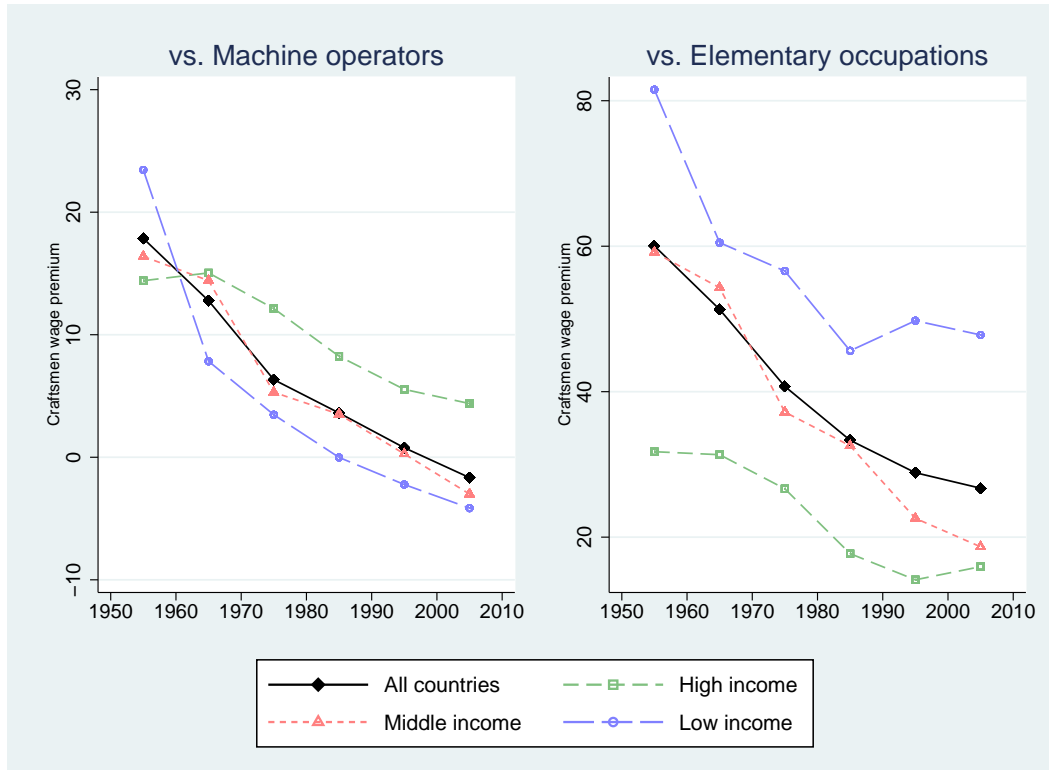 vs. Machine operators
Craftsmen wage premium
30
20
10
0
−10
1950 1960 1970 1980 1990 2000 2010
vs. Elementary occupations
Craftsmen wage premium
80
60
40
20
1950 1960 1970 1980 1990 2000 2010
All countries
High income
Middle income
Low income